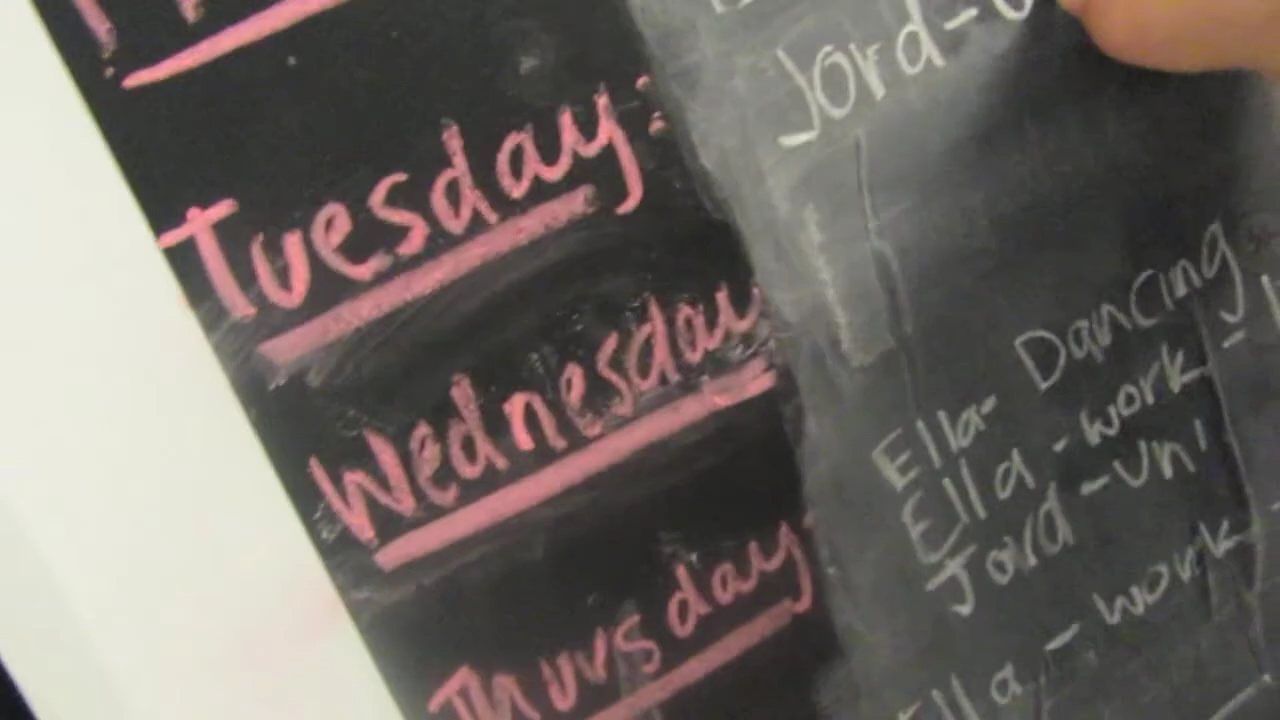 Jord-U
Tuesday:
Wednesday
Ella- Dancing -
Ella - work
Jord - Uni
Thursday
Ella - work -